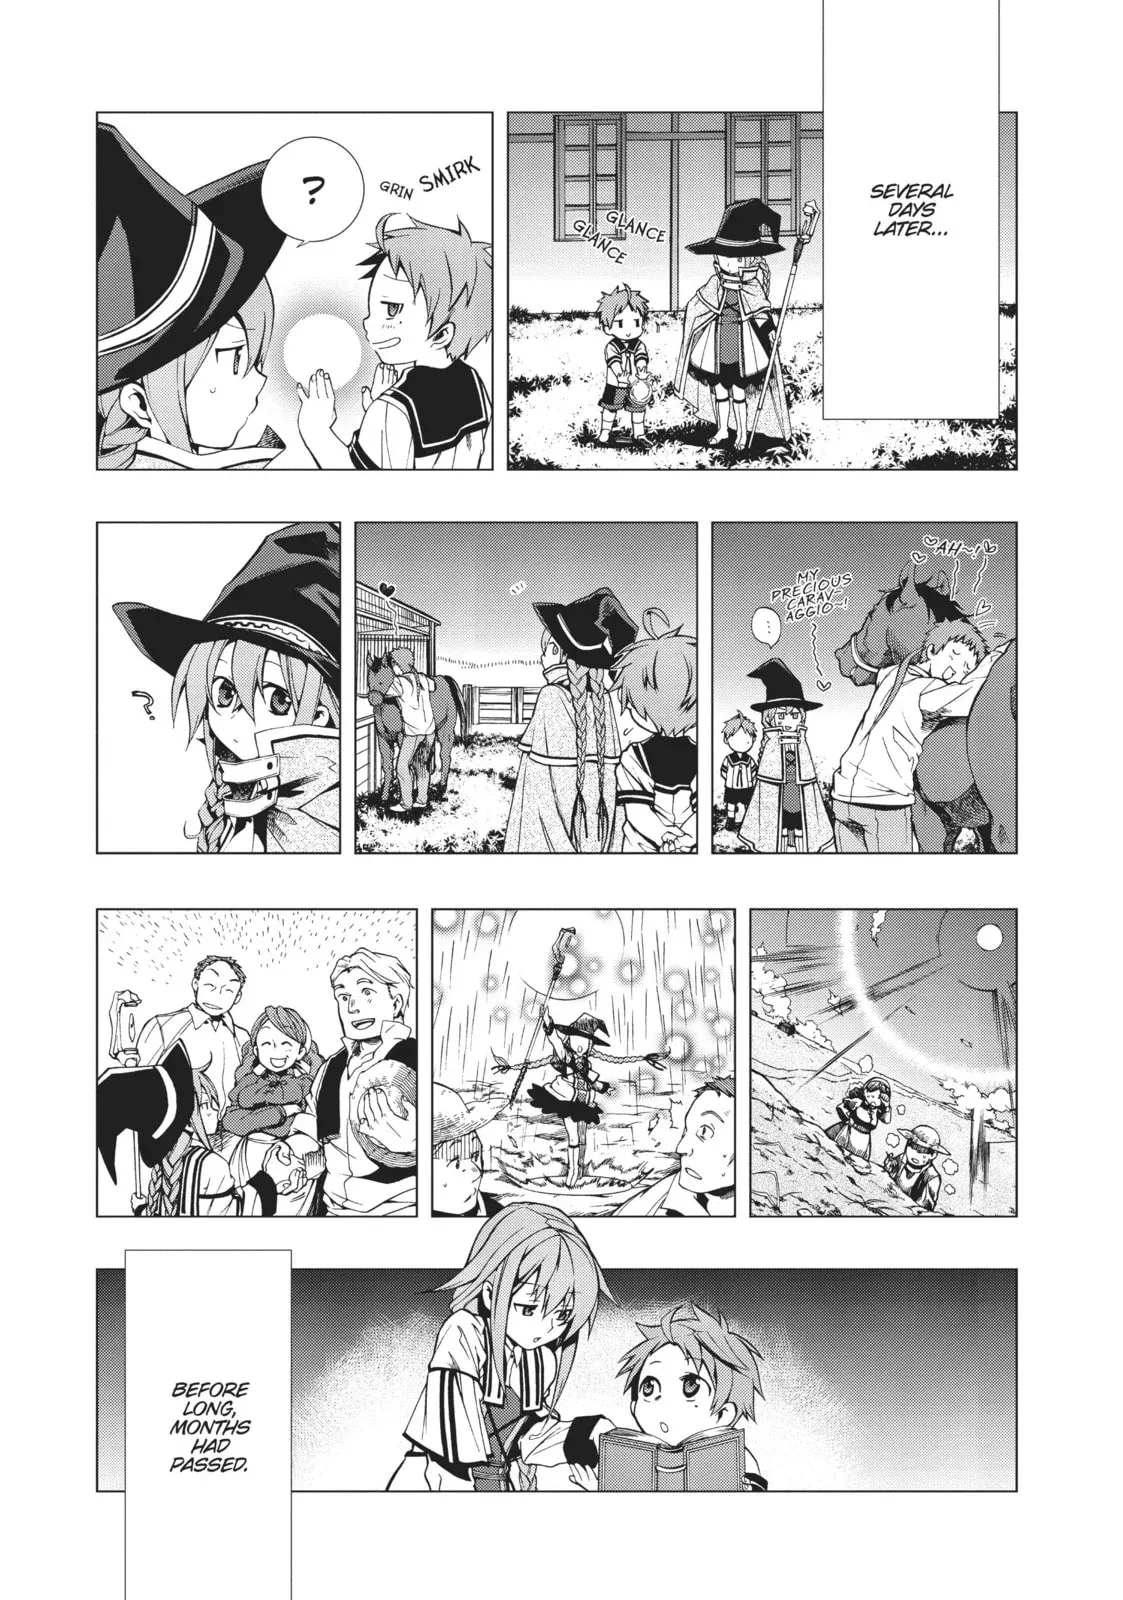 SEVERAL
DAYS
LATER...
GLANCE
GLANCE
?
GRIN
SMIRK
AH~!
MY
PRECIOUS
CARAV-
AGGIO~!
...
?
BEFORE
LONG,
MONTHS
HAD
PASSED.